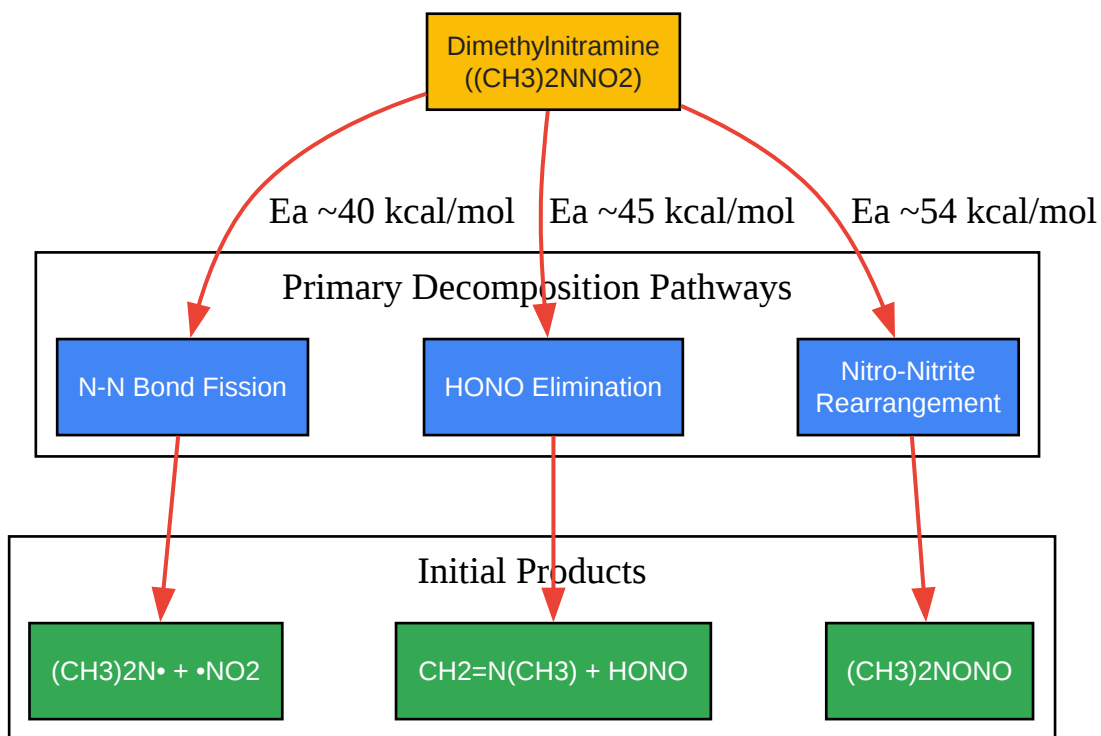 Dimethylnitramine
((CH3)2NNO2)
Ea ~40 kcal/mol
Ea ~45 kcal/mol
Ea ~54 kcal/mol
Primary Decomposition Pathways
N-N Bond Fission
HONO Elimination
Nitro-Nitrite
Rearrangement
Initial Products
(CH3)2N• + •NO2
CH2=N(CH3) + HONO
(CH3)2NONO